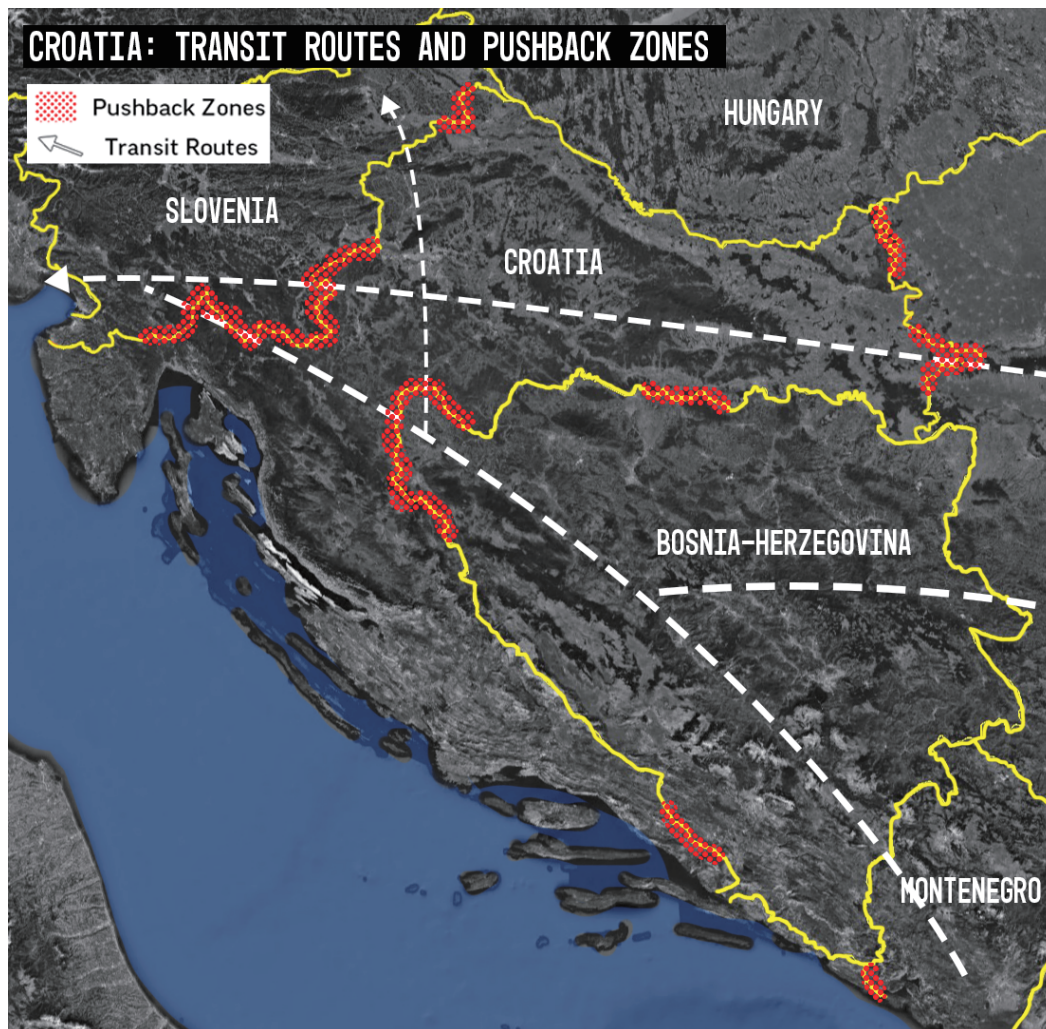 CROATIA: TRANSIT ROUTES AND PUSHBACK ZONES
Pushback Zones
Transit Routes
HUNGARY
SLOVENIA
CROATIA
BOSNIA-HERZEGOVINA
MONTENEGRO